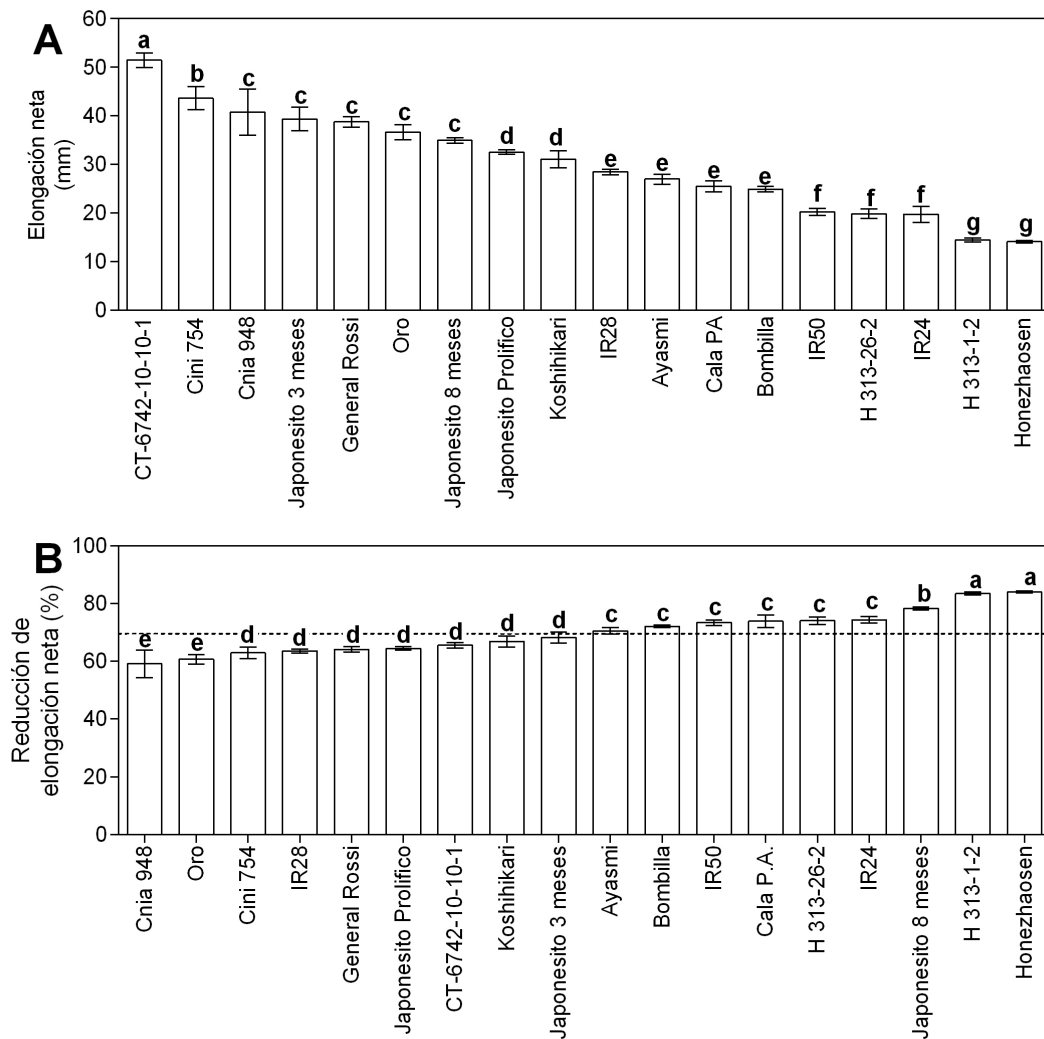 A
Elongación neta
(mm)
60
50
40
30
20
10
0
a
b
c
c
c
c
c
d
d
e
e
e
e
f
f
f
g
g
CT-6742-10-10-1
Cini 754
Cnia 948
Japonesito 3 meses
General Rossi
Oro
Japonesito 8 meses
Japonesito Prolifico
Koshihikari
IR28
Ayasmi
Cala PA
Bombilla
IR50
H 313-26-2
IR24
H 313-1-2
Honezhaosen
B
Reducción de
elongación neta (%)
100
80
60
40
20
0
e
e
d
d
d
d
d
d
d
c
c
c
c
c
c
b
a
a
Cnia 948
Oro
Cini 754
IR28
General Rossi
Japonesito Prolifico
CT-6742-10-10-1
Koshihikari
Japonesito 3 meses
Ayasmi
Bombilla
IR50
Cala P.A.
H 313-26-2
IR24
Japonesito 8 meses
H 313-1-2
Honezhaosen